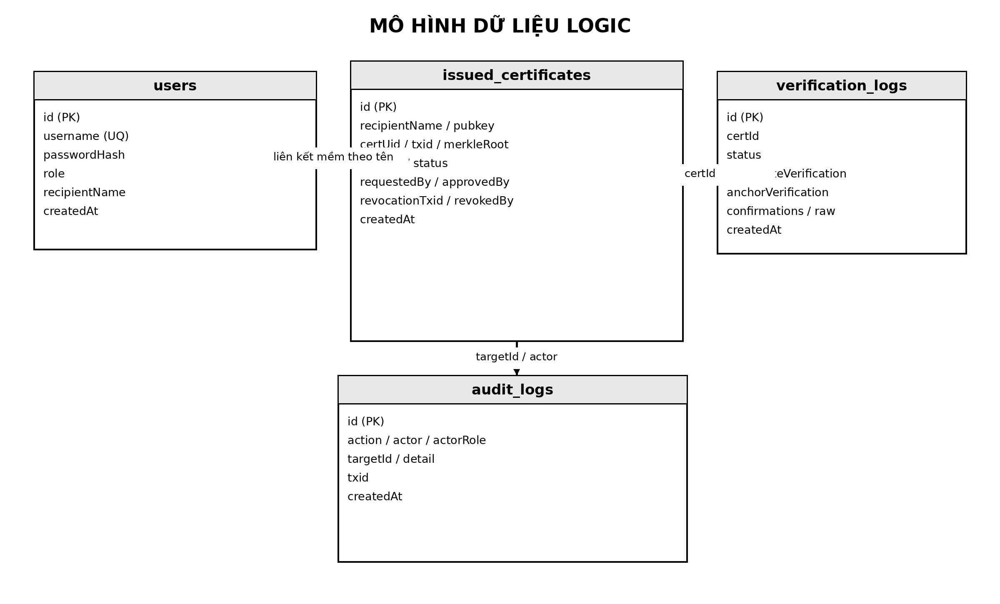 MÔ HÌNH DỮ LIỆU LOGIC
users
id (PK)
username (UQ)
passwordHash
role
recipientName
createdAt
liên kết mềm theo tên
issued_certificates
id (PK)
recipientName / pubkey
certUid / txid / merkleRoot
status
requestedBy / approvedBy
revocationTxid / revokedBy
createdAt
certId
verification_logs
id (PK)
certId
status
eVerification
anchorVerification
confirmations / raw
createdAt
targetId / actor
audit_logs
id (PK)
action / actor / actorRole
targetId / detail
txid
createdAt